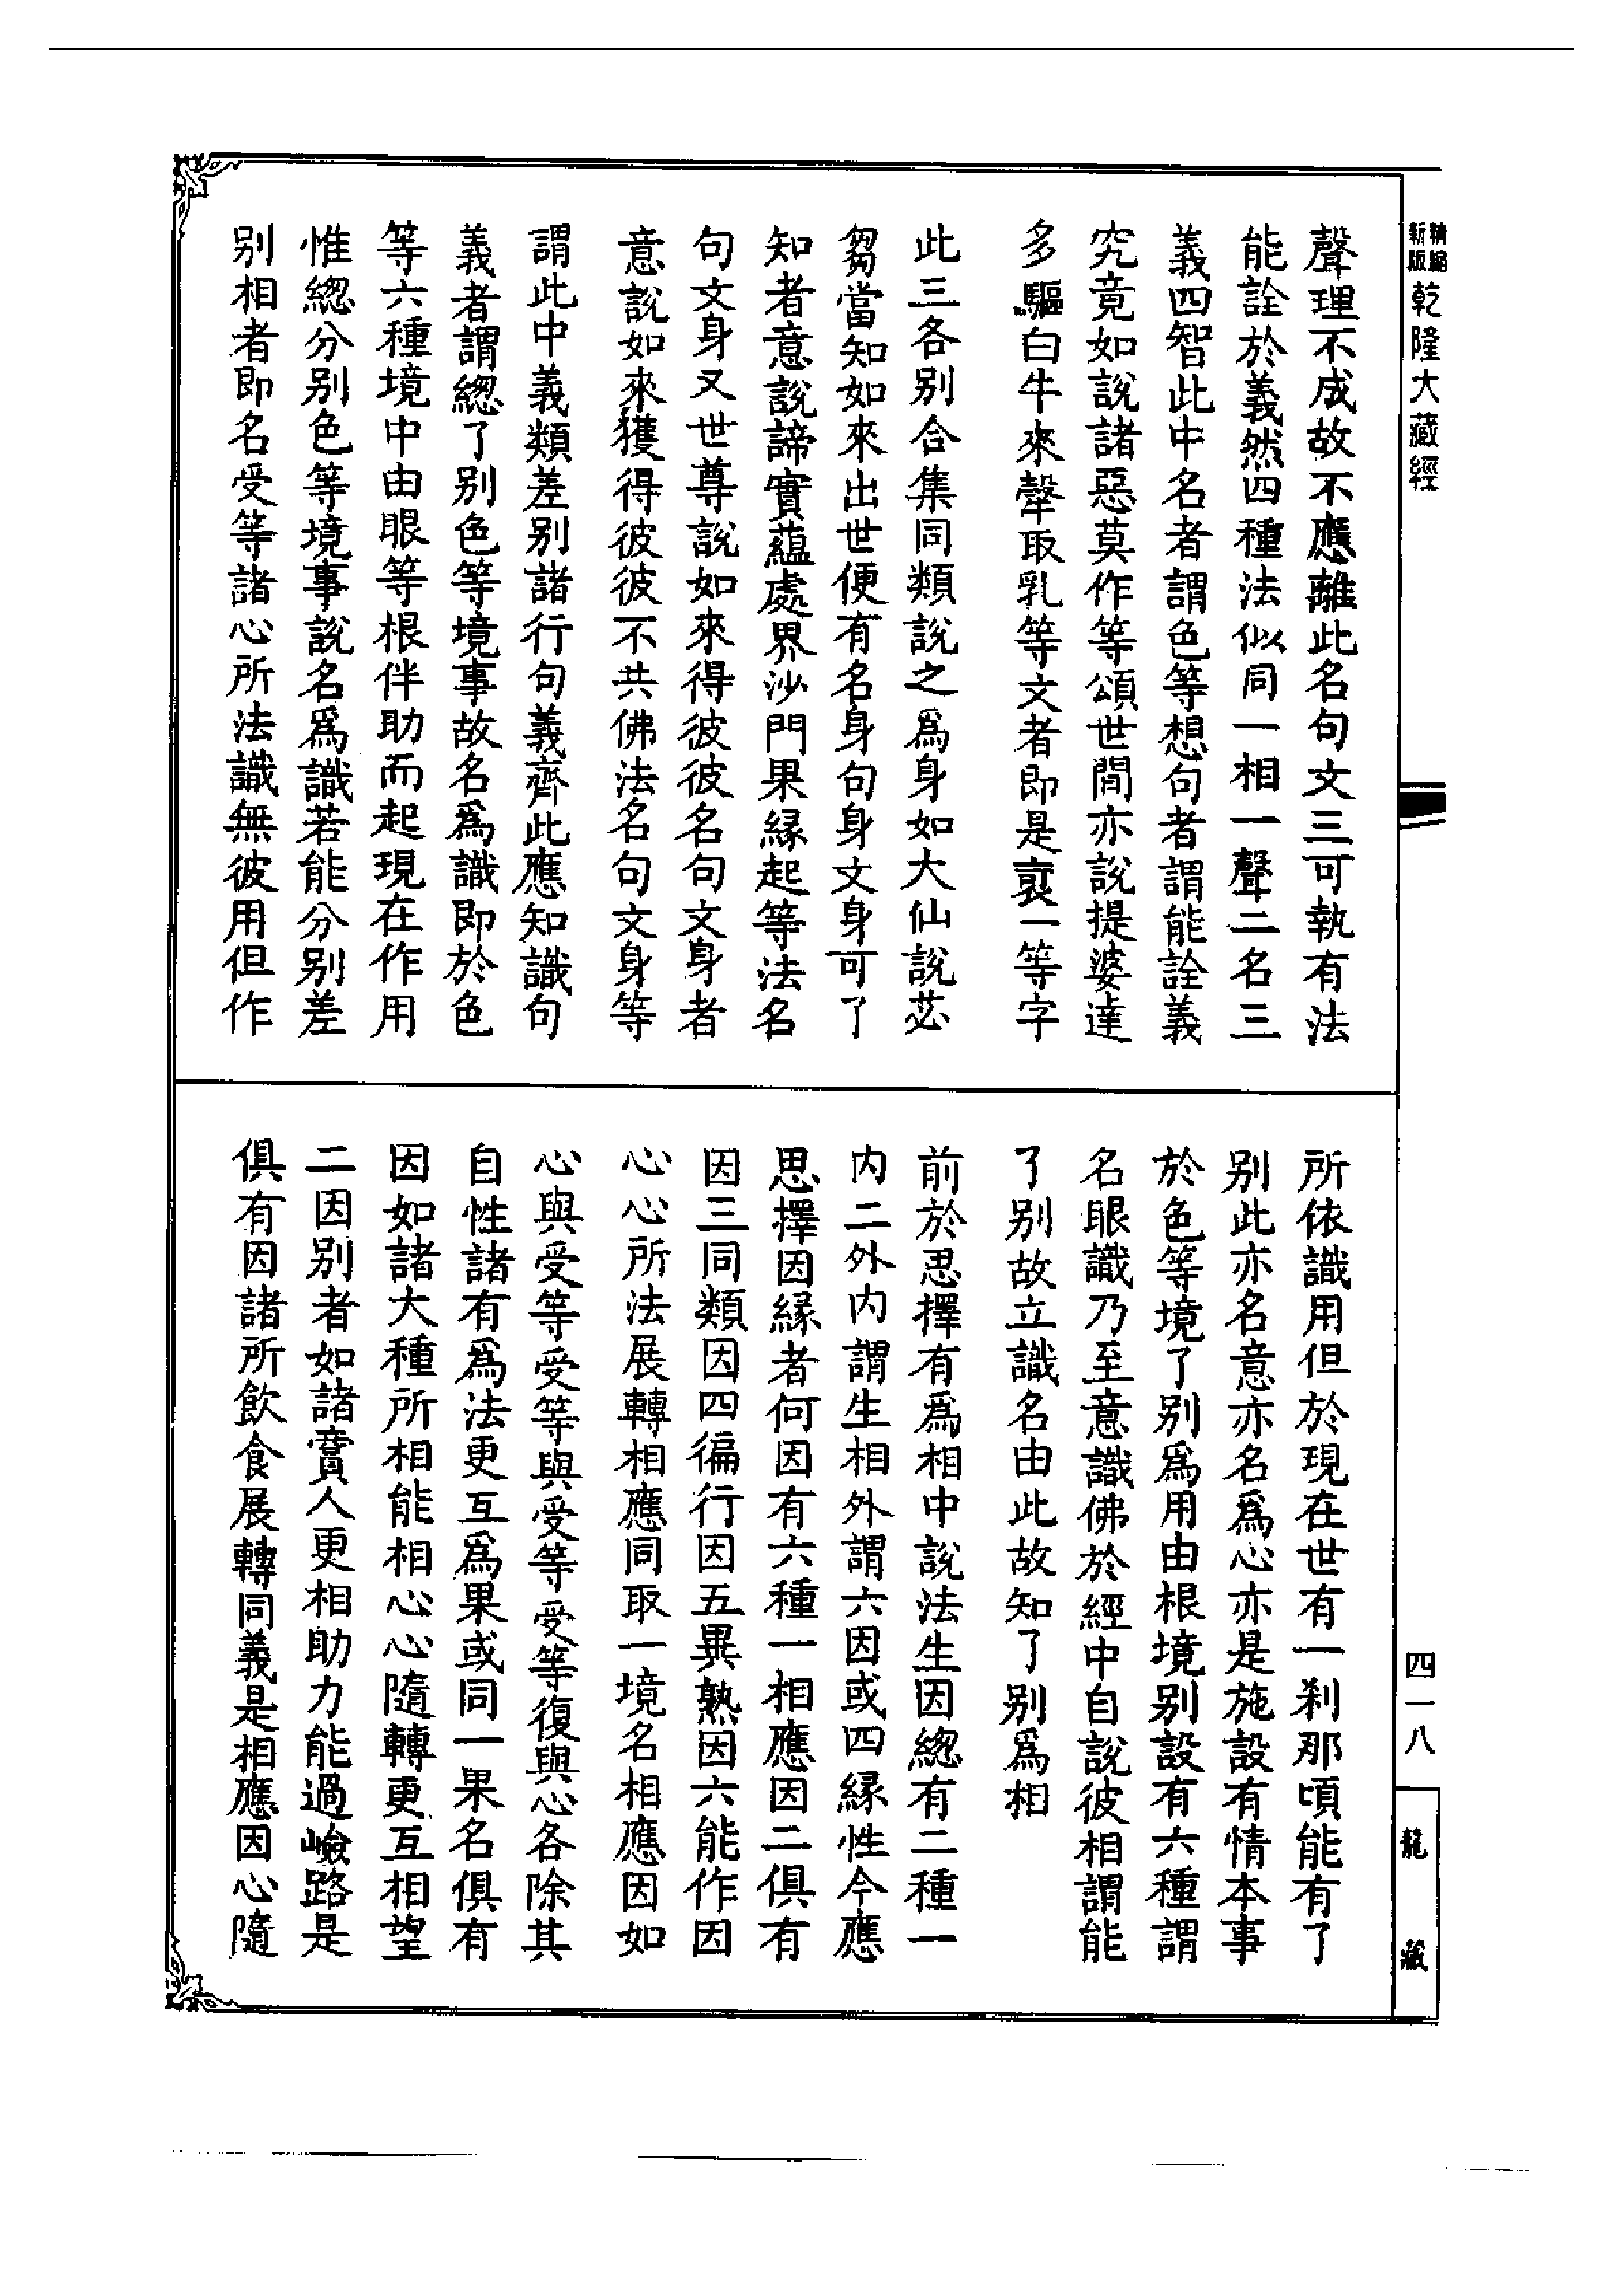 精縮新版乾隆大藏經
聲理不成故不應離此名句文三可執有法
能詮於義然四種法似同一相一聲二名三
義四智此中名者謂色等想句者謂能詮義
究竟如說諸惡莫作等頌世間亦說提婆達
多驅白牛來聲取乳等文者即是裒一等字
此三各別合集同類說之爲身如大仙說苾
芻當知如來出世便有名身句身文身可了
知者意說諦實蘊處界沙門果緣起等法名
句文身又世尊說如來得彼彼名句文身者
意說如來獲得彼彼不共佛法名句文身等
謂此中義類差別諸行句義齊此應知識句
義者謂總了別色等境事故名爲識即於色
等六種境中由眼等根伴助而起現在作用
惟總分別色等境事說名爲識若能分別差
別相者即名受等諸心所法識無彼用但作
所依識用但於現在世有一刹那頃能有了
別此亦名意亦名爲心亦是施設有情本事
於色等境了別爲用由根境別設有六種謂
名眼識乃至意識佛於經中自說彼相謂能
了別故立識名由此故知了別爲相
前於思擇有爲相中說法生因總有二種一
内二外内謂生相外謂六因或四緣性今應
思擇因緣者何因有六種一相應因二俱有
因三同類因四徧行因五異熟因六能作因
心心所法展轉相應同取一境名相應因如
心與受等受等與受等受等復與心各除其
自性諸有爲法更互爲果或同一果名俱有
因如諸大種所相能相心心隨轉更互相望
二因別者如諸賣人更相助力能過嶮路是
俱有因諸所飲食展轉同義是相應因心隨
四一八
龍藏